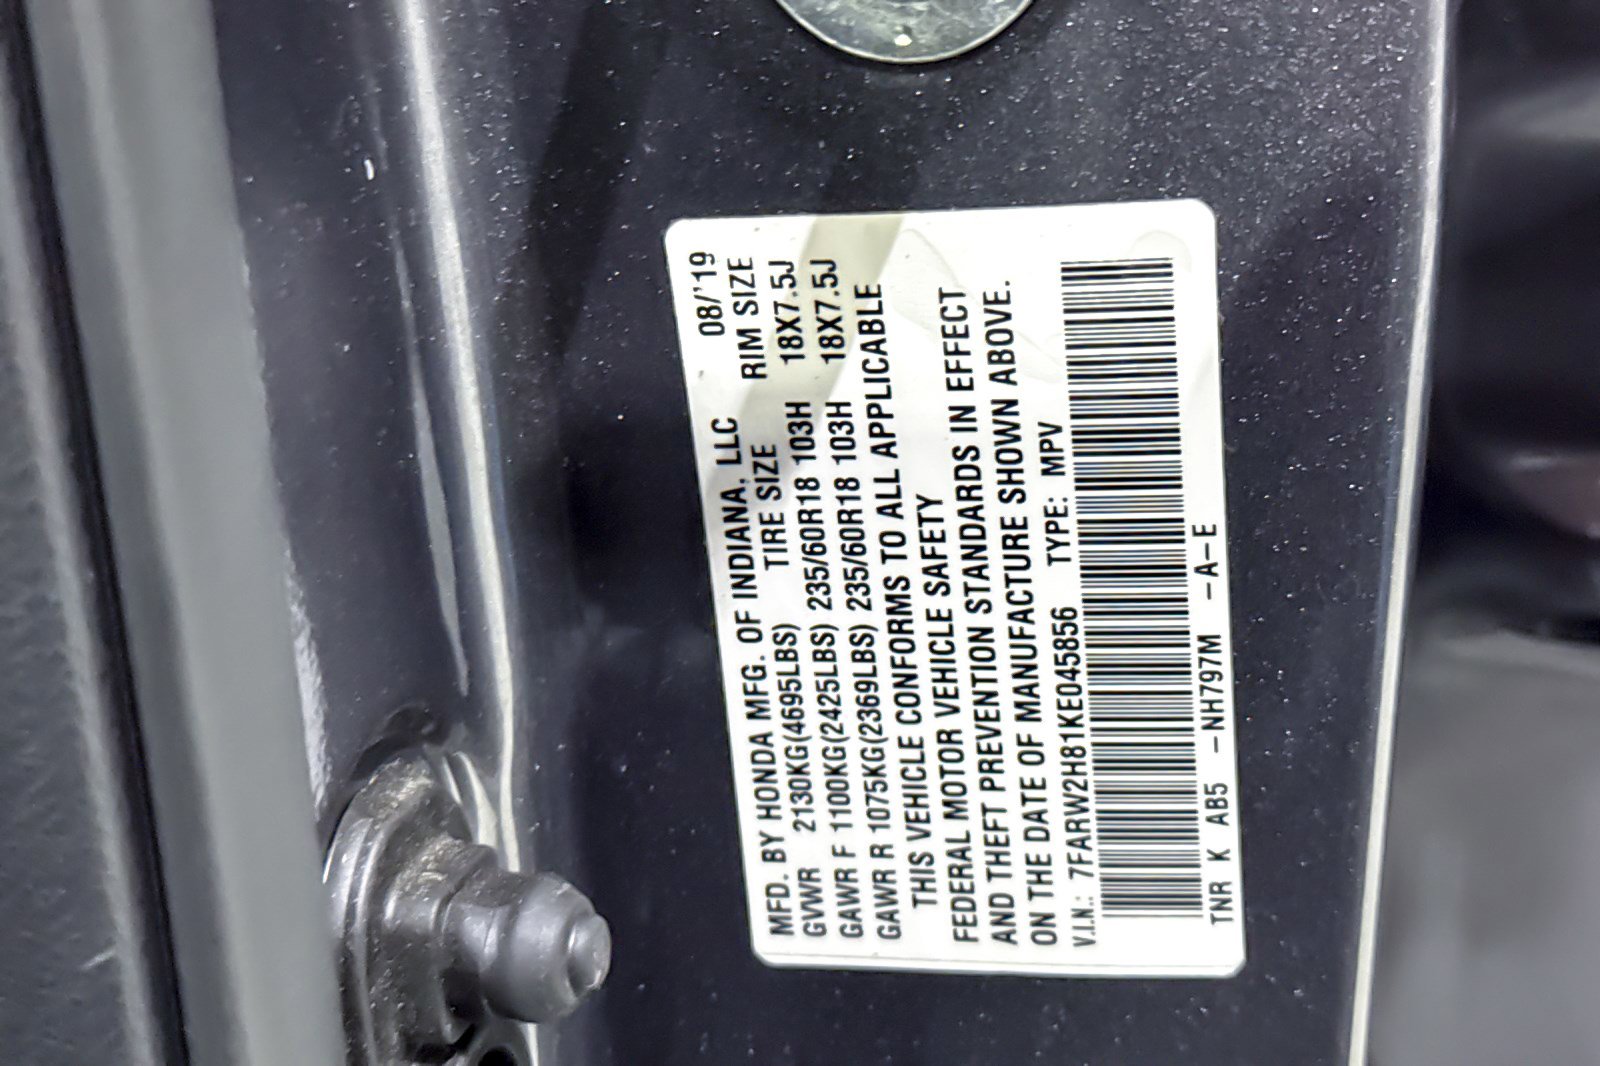 MFD. BY HONDA MFG. OF INDIANA, LLC 08/'19
GVWR 2130KG(4695LBS) TIRE SIZE RIM SIZE
GAWR F 1100KG(2425LBS) 235/60R18 103H 18X7.5J
GAWR R 1075KG(2369LBS) 235/60R18 103H 18X7.5J
THIS VEHICLE CONFORMS TO ALL APPLICABLE
FEDERAL MOTOR VEHICLE SAFETY
AND THEFT PREVENTION STANDARDS IN EFFECT
ON THE DATE OF MANUFACTURE SHOWN ABOVE.
V.I.N.: 7FARW2H81KE045856 TYPE: MPV
TNR K AB5 -NH797M -A-E